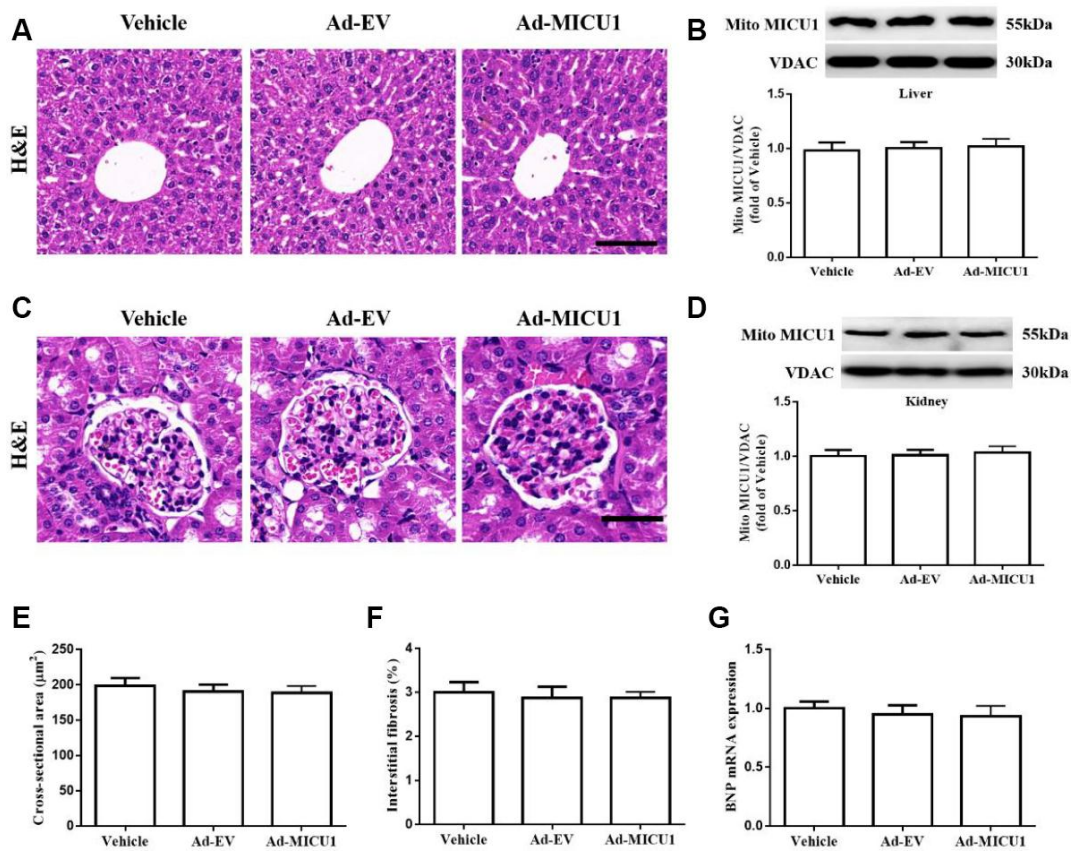 A
Vehicle
Ad-EV
Ad-MICU1
H&E
B
Mito MICU1
55kDa
VDAC
30kDa
Liver
Mito MICU1/VDAC
(fold of Vehicle)
1.5
1.0
0.5
0.0
Vehicle
Ad-EV
Ad-MICU1
C
Vehicle
Ad-EV
Ad-MICU1
H&E
D
Mito MICU1
55kDa
VDAC
30kDa
Kidney
Mito MICU1/VDAC
(fold of Vehicle)
1.5
1.0
0.5
0.0
Vehicle
Ad-EV
Ad-MICU1
E
Cross-sectional area (μm²)
250
200
150
100
50
0
Vehicle
Ad-EV
Ad-MICU1
F
Interstitial fibrosis (%)
4
3
2
1
0
Vehicle
Ad-EV
Ad-MICU1
G
BNP mRNA expression
1.5
1.0
0.5
0.0
Vehicle
Ad-EV
Ad-MICU1